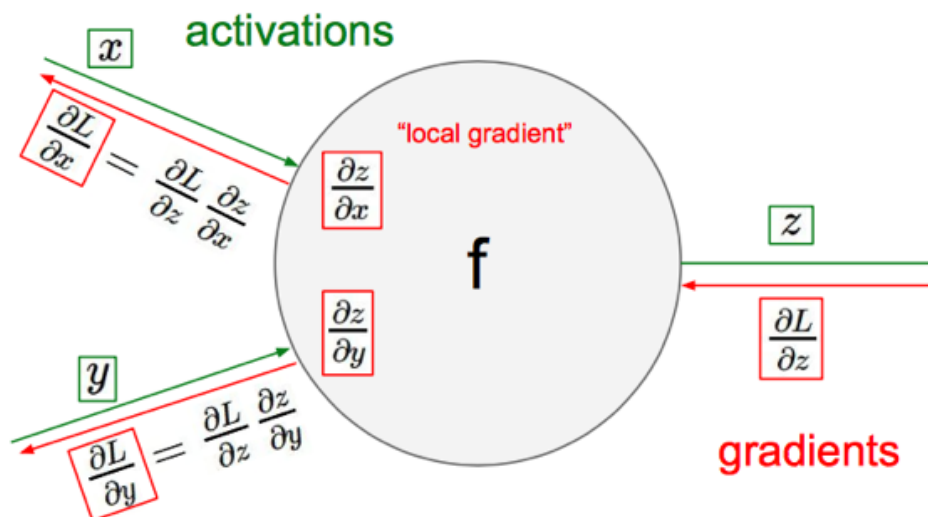 activations
x
∂L/∂x = ∂L/∂z ∂z/∂x
"local gradient"
∂z/∂x
f
z
∂L/∂z
∂z/∂y
y
∂L/∂y = ∂L/∂z ∂z/∂y
gradients